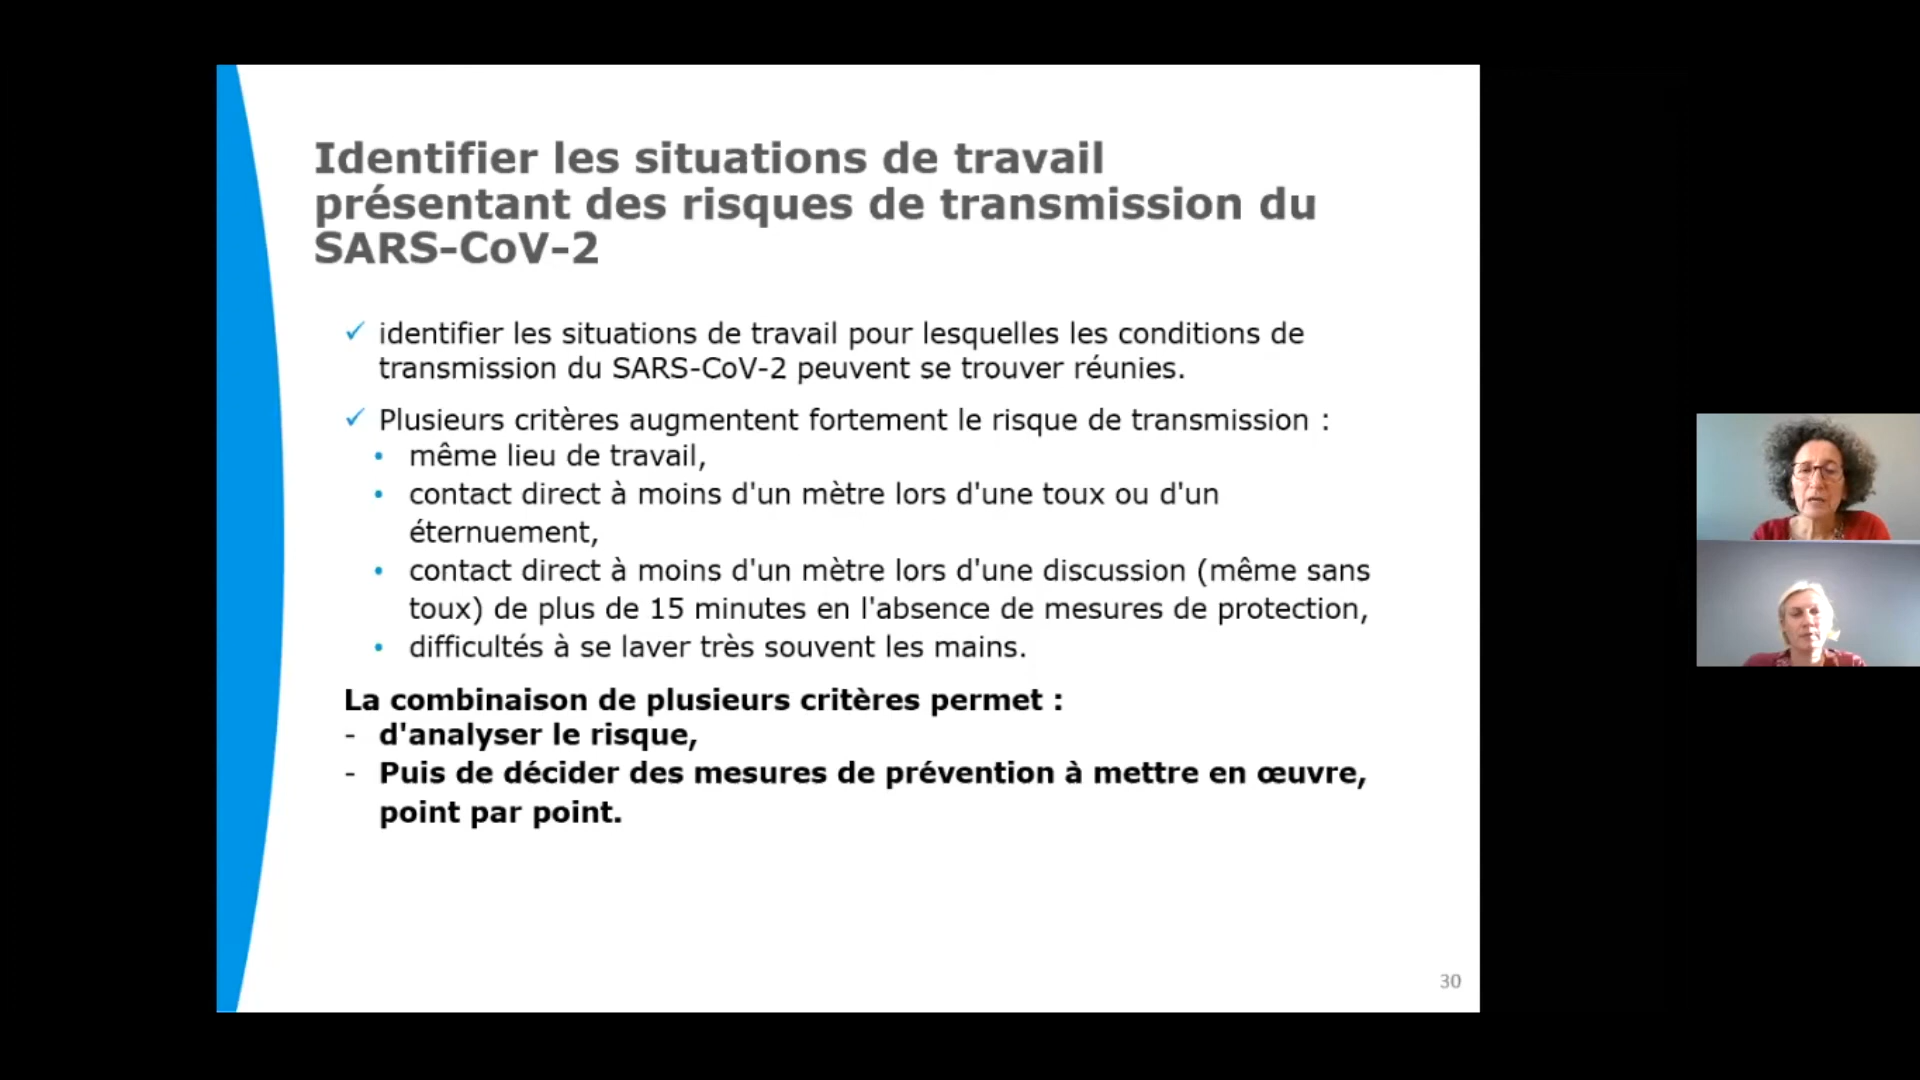 Identifier les situations de travail
présentant des risques de transmission du
SARS-CoV-2
✓ identifier les situations de travail pour lesquelles les conditions de
transmission du SARS-CoV-2 peuvent se trouver réunies.
✓ Plusieurs critères augmentent fortement le risque de transmission :
• même lieu de travail,
• contact direct à moins d'un mètre lors d'une toux ou d'un
éternuement,
• contact direct à moins d'un mètre lors d'une discussion (même sans
toux) de plus de 15 minutes en l'absence de mesures de protection,
• difficultés à se laver très souvent les mains.
La combinaison de plusieurs critères permet :
- d'analyser le risque,
- Puis de décider des mesures de prévention à mettre en œuvre,
point par point.
30